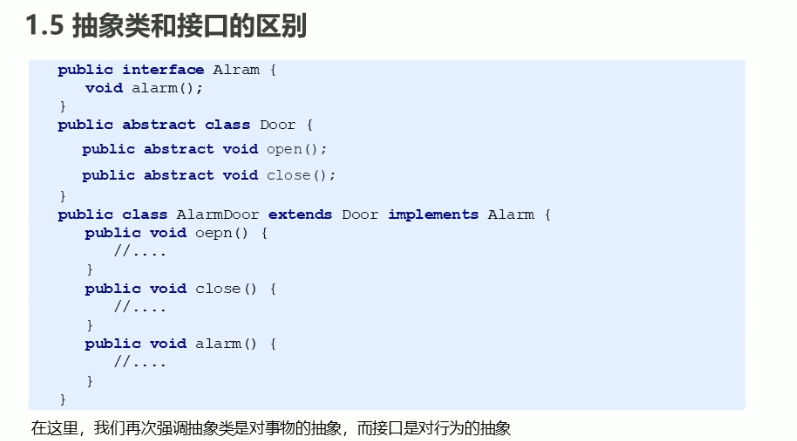 1.5 抽象类和接口的区别
public interface Alram {
void alarm();
}
public abstract class Door {
public abstract void open();
public abstract void close();
}
public class AlarmDoor extends Door implements Alarm {
public void oepn() {
//....
}
public void close() {
//....
}
public void alarm() {
//....
}
}
在这里，我们再次强调抽象类是对事物的抽象，而接口是对行为的抽象